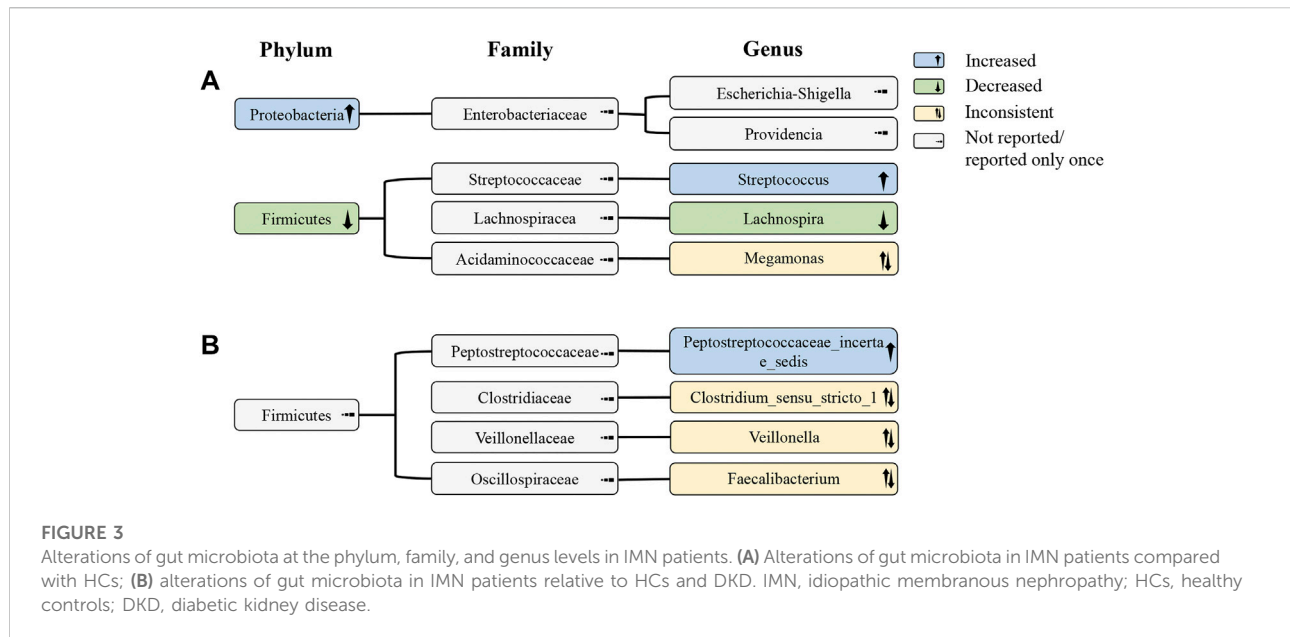 Phylum
Family
Genus
Increased
Decreased
Inconsistent
Not reported/
reported only once
A
Proteobacteria
Enterobacteriaceae
Escherichia-Shigella
Providencia
Firmicutes
Streptococcaceae
Streptococcus
Lachnospiracea
Lachnospira
Acidaminococcaceae
Megamonas
B
Firmicutes
Peptostreptococcaceae
Peptostreptococcaceae_incerta
e_sedis
Clostridiaceae
Clostridium_sensu_stricto_1
Veillonellaceae
Veillonella
Oscillospiraceae
Faecalibacterium
FIGURE 3
Alterations of gut microbiota at the phylum, family, and genus levels in IMN patients. (A) Alterations of gut microbiota in IMN patients compared
with HCs; (B) alterations of gut microbiota in IMN patients relative to HCs and DKD. IMN, idiopathic membranous nephropathy; HCs, healthy
controls; DKD, diabetic kidney disease.